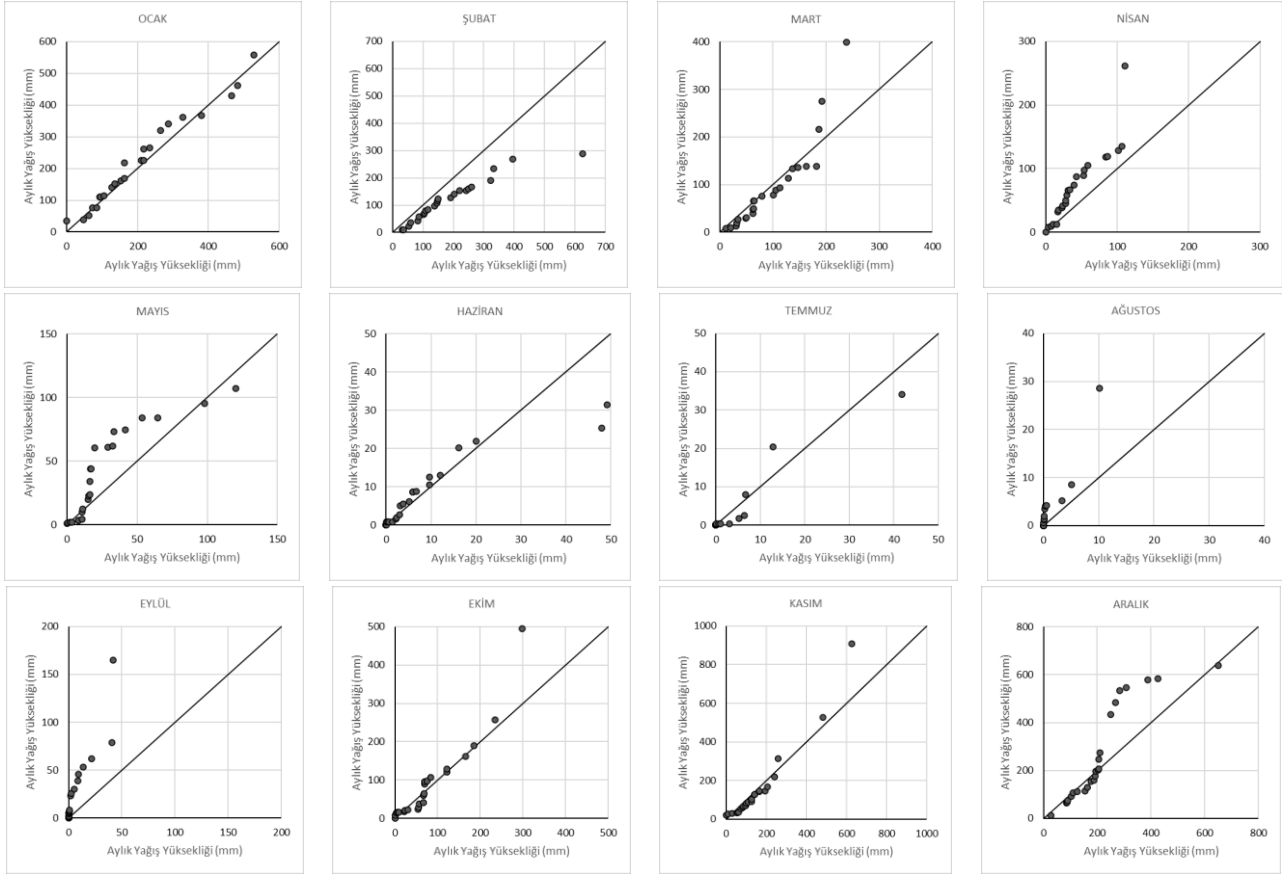 OCAK
Aylık Yağış Yüksekliği (mm)
600
500
400
300
200
100
0
0 200 400 600
Aylık Yağış Yüksekliği (mm)
ŞUBAT
Aylık Yağış Yüksekliği (mm)
700
600
500
400
300
200
100
0
0 100 200 300 400 500 600 700
Aylık Yağış Yüksekliği (mm)
MART
Aylık Yağış Yüksekliği (mm)
400
300
200
100
0
0 100 200 300 400
Aylık Yağış Yüksekliği (mm)
NİSAN
Aylık Yağış Yüksekliği (mm)
300
200
100
0
0 100 200 300
Aylık Yağış Yüksekliği (mm)
MAYIS
Aylık Yağış Yüksekliği (mm)
150
100
50
0
0 50 100 150
Aylık Yağış Yüksekliği (mm)
HAZİRAN
Aylık Yağış Yüksekliği (mm)
50
40
30
20
10
0
0 10 20 30 40 50
Aylık Yağış Yüksekliği (mm)
TEMMUZ
Aylık Yağış Yüksekliği (mm)
50
40
30
20
10
0
0 10 20 30 40 50
Aylık Yağış Yüksekliği (mm)
AĞUSTOS
Aylık Yağış Yüksekliği (mm)
40
30
20
10
0
0 10 20 30 40
Aylık Yağış Yüksekliği (mm)
EYLÜL
Aylık Yağış Yüksekliği (mm)
200
150
100
50
0
0 50 100 150 200
Aylık Yağış Yüksekliği (mm)
EKİM
Aylık Yağış Yüksekliği (mm)
500
400
300
200
100
0
0 100 200 300 400 500
Aylık Yağış Yüksekliği (mm)
KASIM
Aylık Yağış Yüksekliği (mm)
1000
800
600
400
200
0
0 200 400 600 800 1000
Aylık Yağış Yüksekliği (mm)
ARALIK
Aylık Yağış Yüksekliği (mm)
800
600
400
200
0
0 200 400 600 800
Aylık Yağış Yüksekliği (mm)